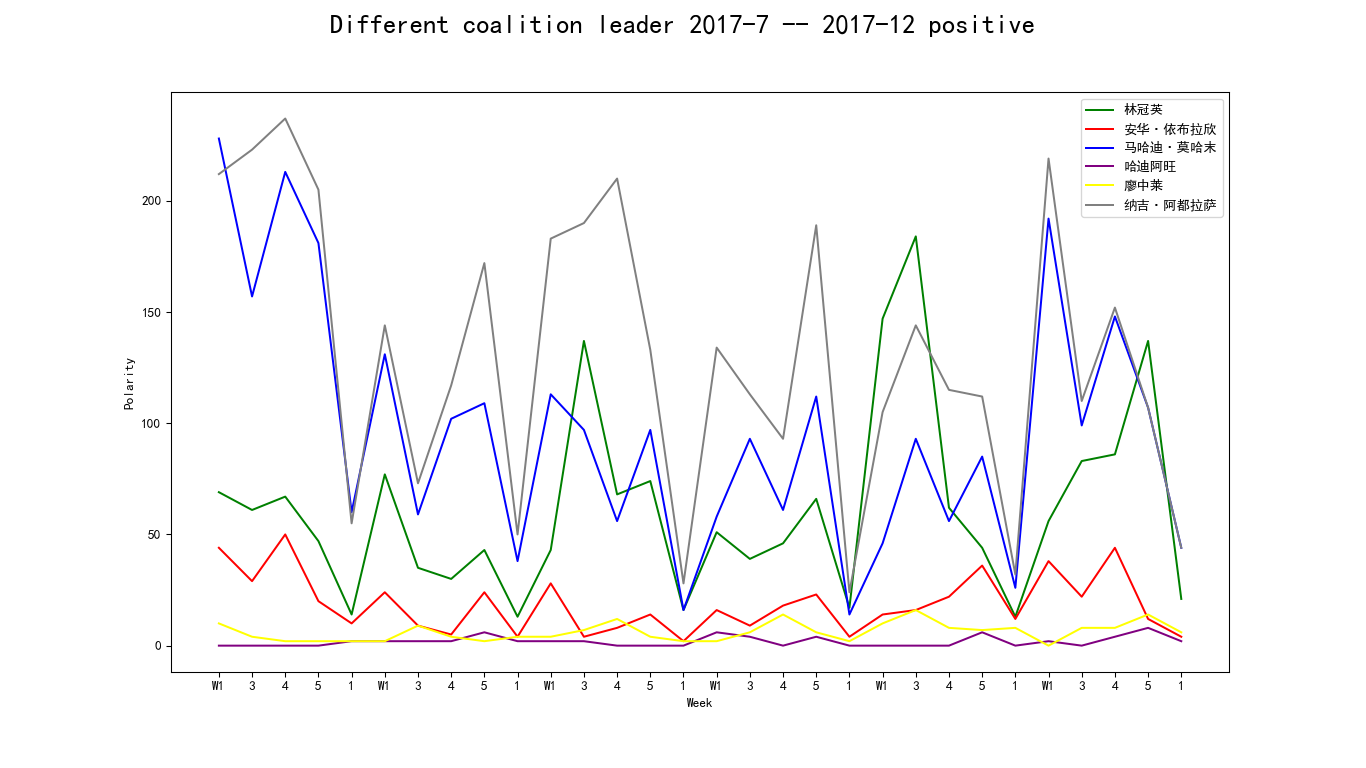 Different coalition leader 2017-7 -- 2017-12 positive
林冠英
安华·依布拉欣
马哈迪·莫哈末
哈迪阿旺
廖中莱
纳吉·阿都拉萨
200
150
100
50
0
Polarity
W1 3 4 5 1 W1 3 4 5 1 W1 3 4 5 1 W1 3 4 5 1 W1 3 4 5 1 W1 3 4 5 1
Week